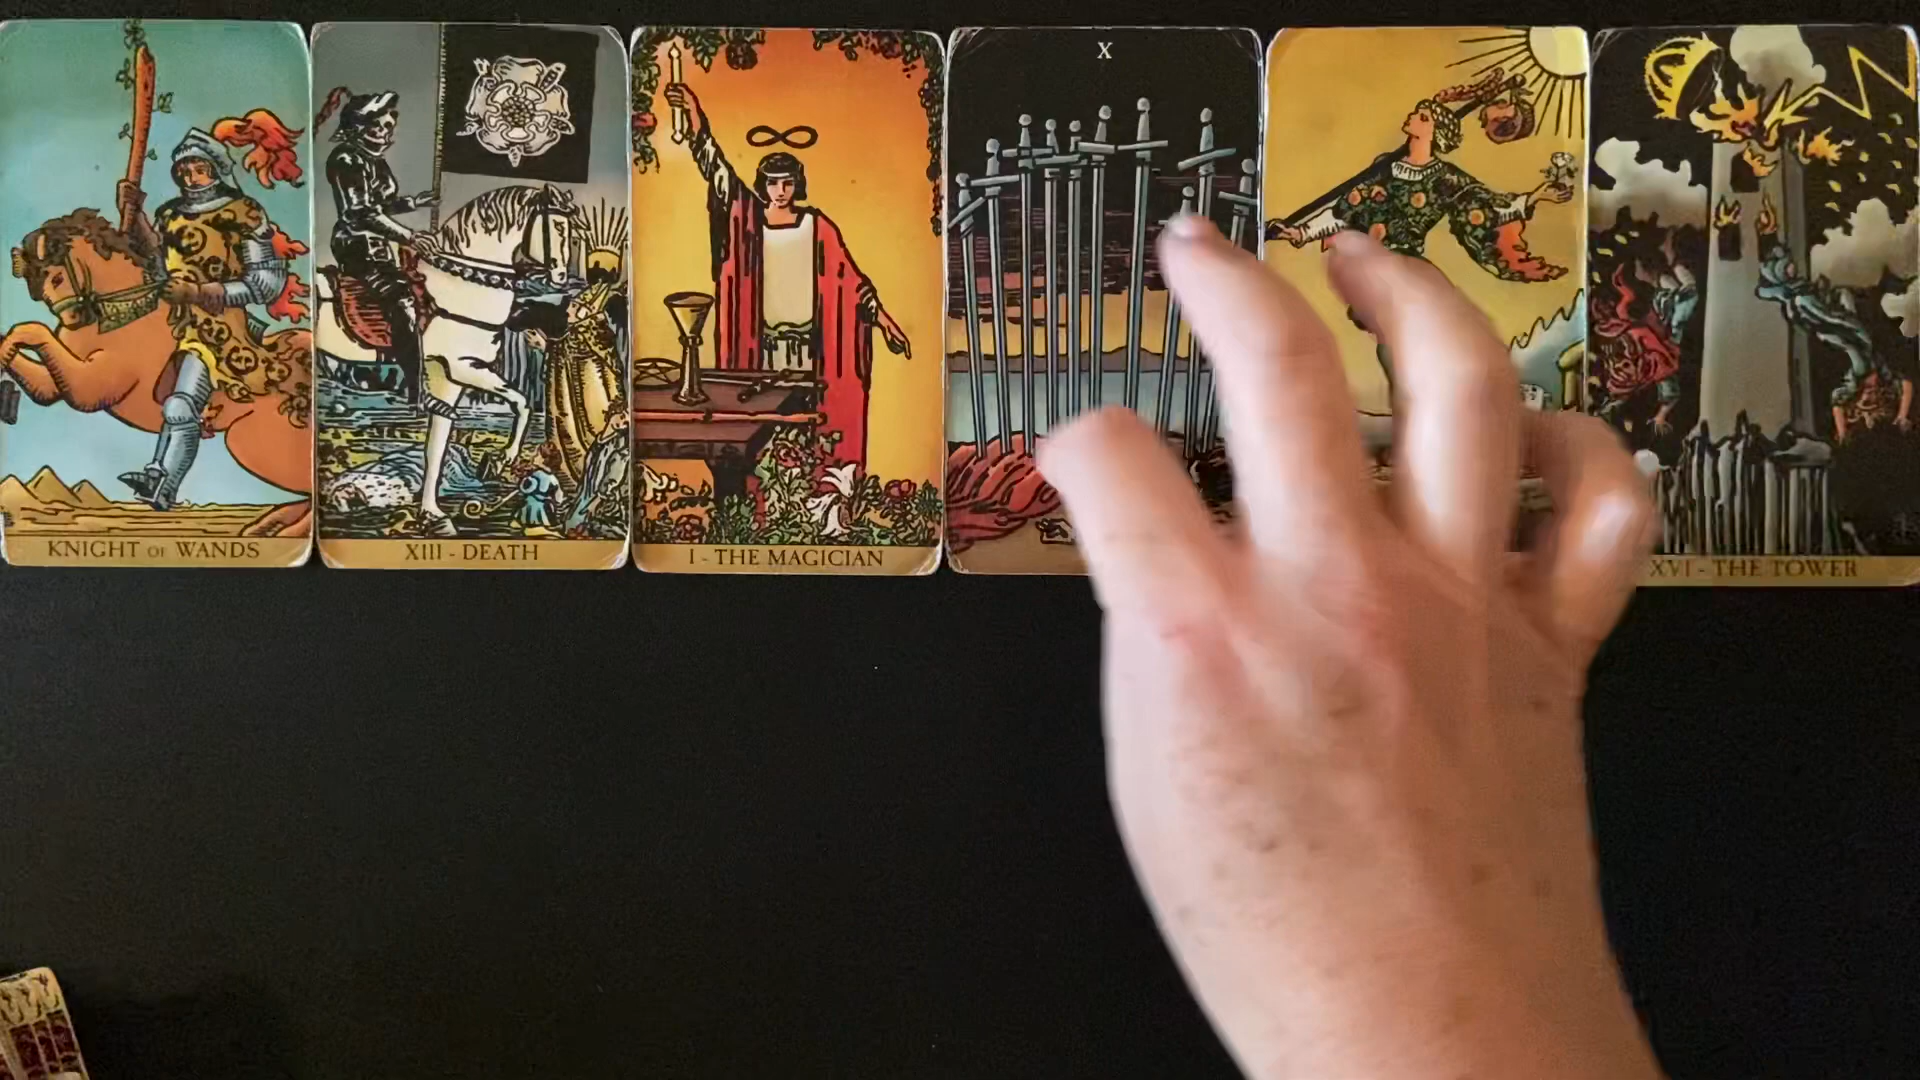 KNIGHT OF WANDS
XIII - DEATH
I - THE MAGICIAN
X
XVI - THE TOWER